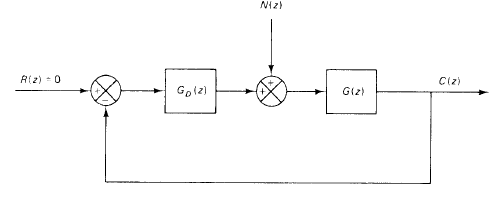 N(z)
R(z) = 0
+
−
G_D(z)
+
+
G(z)
C(z)